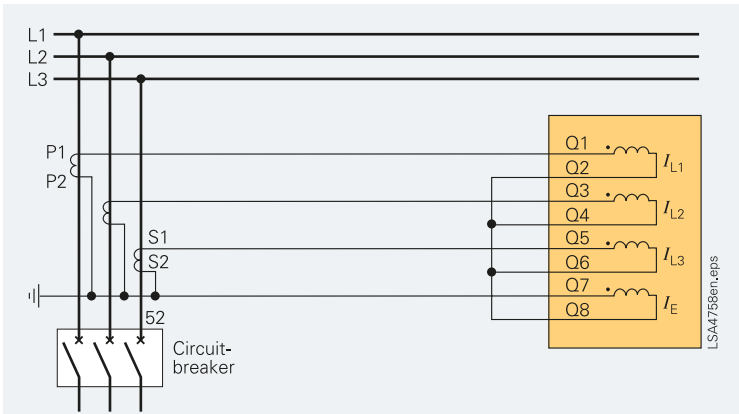 L1
L2
L3
P1
P2
S1
S2
52
Circuit-
breaker
Q1
Q2
Q3
Q4
Q5
Q6
Q7
Q8
IL1
IL2
IL3
IE
LSA4758en.eps